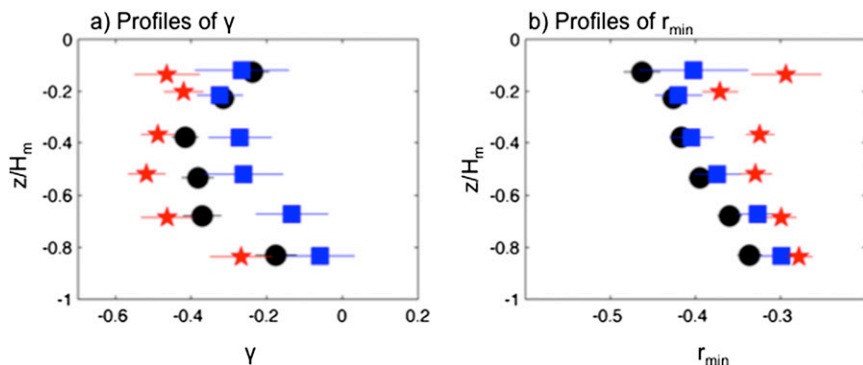 a) Profiles of γ
b) Profiles of r_min
0
-0.2
-0.4
-0.6
-0.8
-1
z/H_m
-0.6 -0.4 -0.2 0 0.2
γ
0
-0.2
-0.4
-0.6
-0.8
-1
z/H_m
-0.5 -0.4 -0.3
r_min